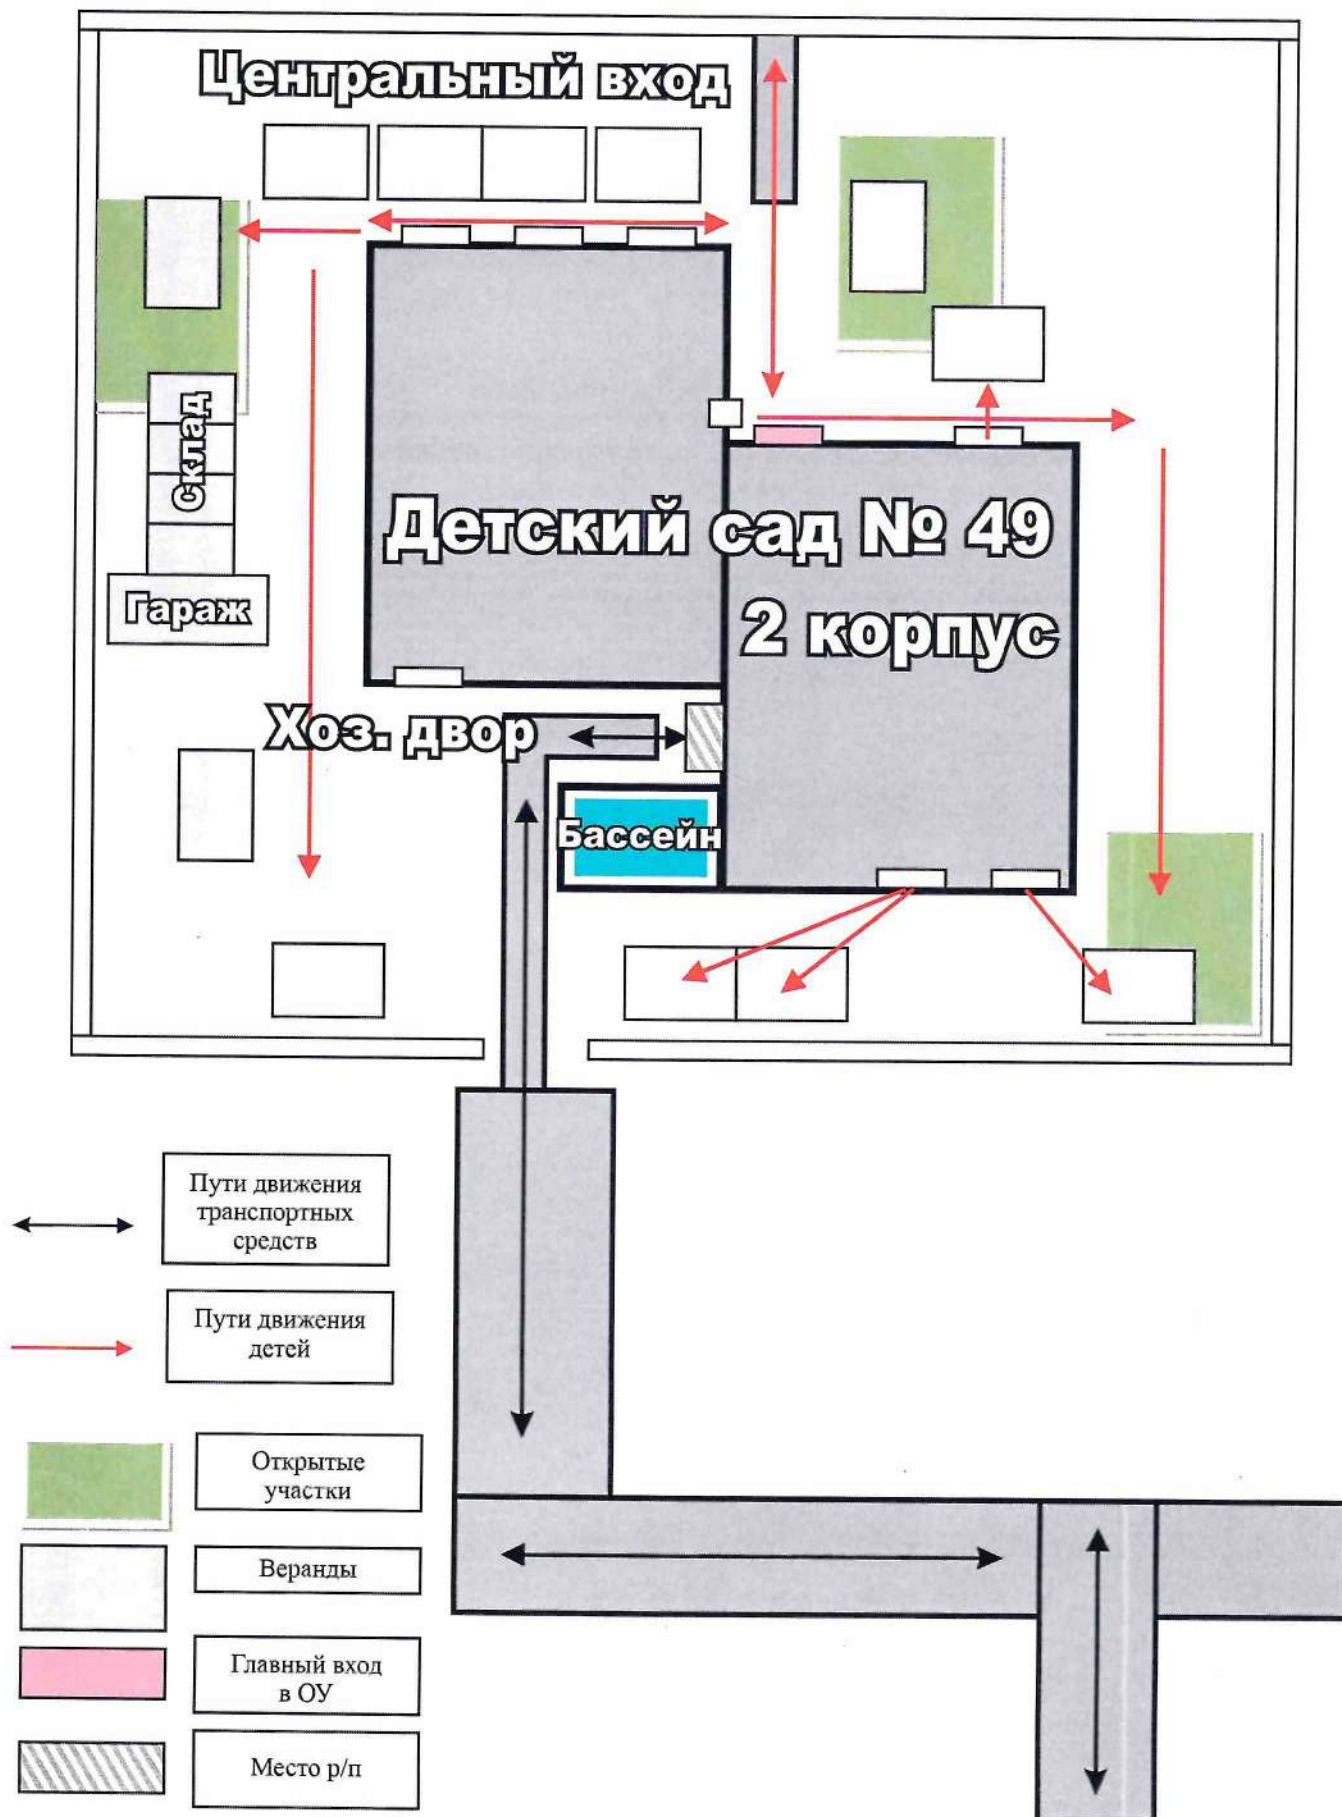 Центральный вход
Склад
Детский сад № 49
2 корпус
Гараж
Хоз. двор
Бассейн
Пути движения
транспортных
средств
Пути движения
детей
Открытые
участки
Веранды
Главный вход
в ОУ
Место р/п